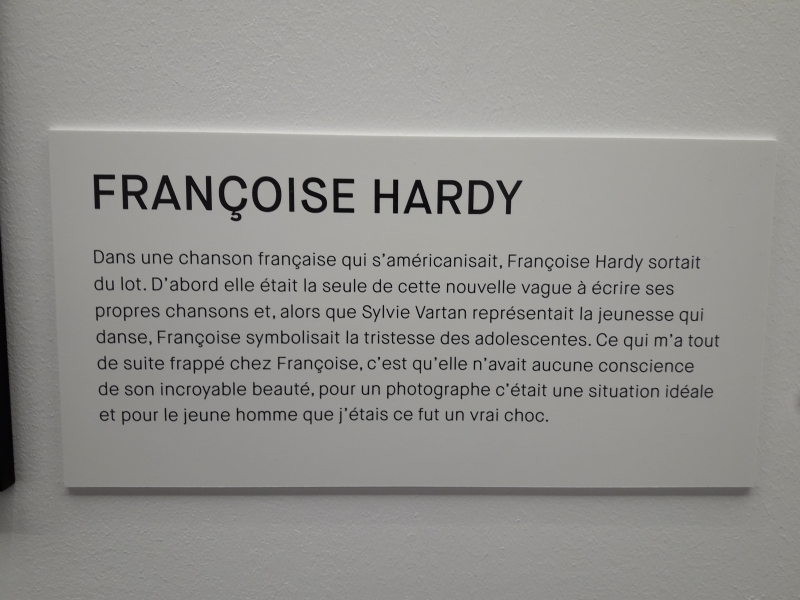 FRANÇOISE HARDY
Dans une chanson française qui s'américanisait, Françoise Hardy sortait
du lot. D'abord elle était la seule de cette nouvelle vague à écrire ses
propres chansons et, alors que Sylvie Vartan représentait la jeunesse qui
danse, Françoise symbolisait la tristesse des adolescentes. Ce qui m'a tout
de suite frappé chez Françoise, c'est qu'elle n'avait aucune conscience
de son incroyable beauté, pour un photographe c'était une situation idéale
et pour le jeune homme que j'étais ce fut un vrai choc.